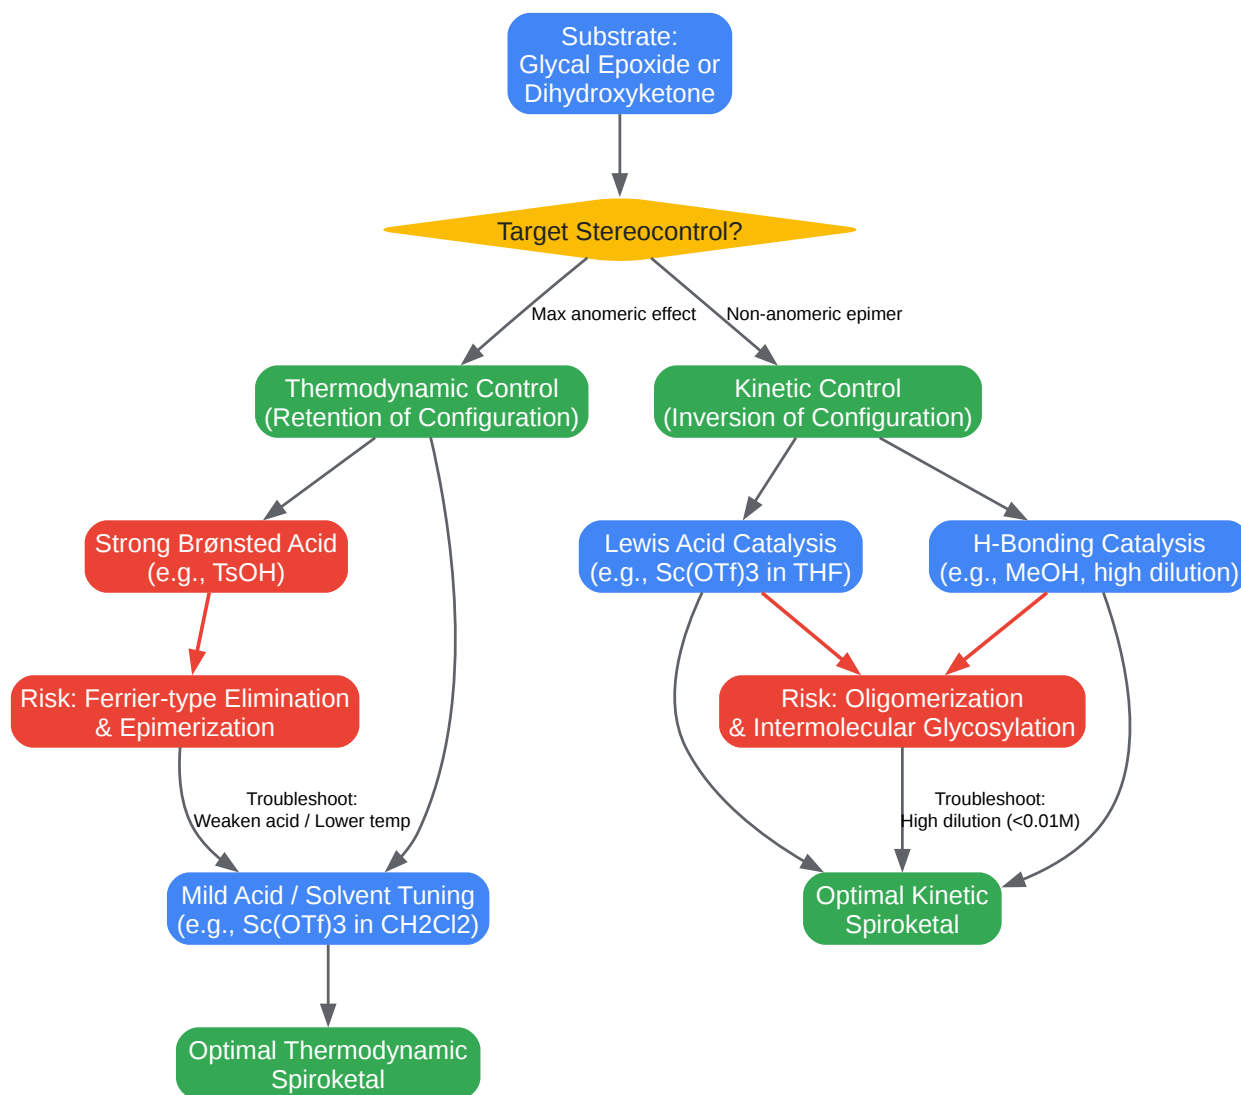 Substrate:
Glycal Epoxide or
Dihydroxyketone
Target Stereocontrol?
Max anomeric effect
Non-anomeric epimer
Thermodynamic Control
(Retention of Configuration)
Kinetic Control
(Inversion of Configuration)
Strong Brønsted Acid
(e.g., TsOH)
Lewis Acid Catalysis
(e.g., Sc(OTf)3 in THF)
H-Bonding Catalysis
(e.g., MeOH, high dilution)
Risk: Ferrier-type Elimination
& Epimerization
Risk: Oligomerization
& Intermolecular Glycosylation
Troubleshoot:
Weaken acid / Lower temp
Troubleshoot:
High dilution (<0.01M)
Mild Acid / Solvent Tuning
(e.g., Sc(OTf)3 in CH2Cl2)
Optimal Kinetic
Spiroketal
Optimal Thermodynamic
Spiroketal